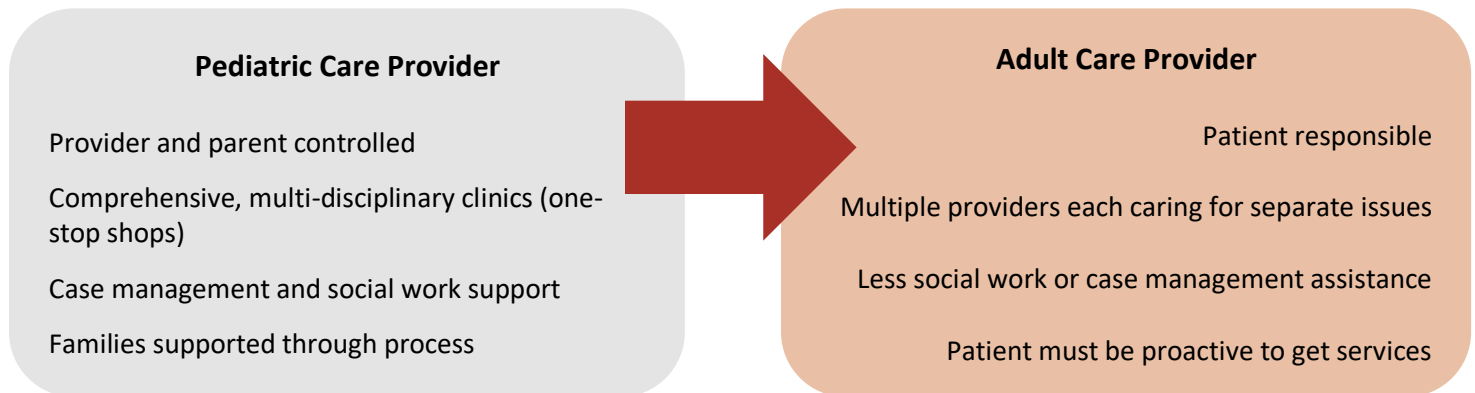 Pediatric Care Provider
Provider and parent controlled
Comprehensive, multi-disciplinary clinics (one-
stop shops)
Case management and social work support
Families supported through process
Adult Care Provider
Patient responsible
Multiple providers each caring for separate issues
Less social work or case management assistance
Patient must be proactive to get services